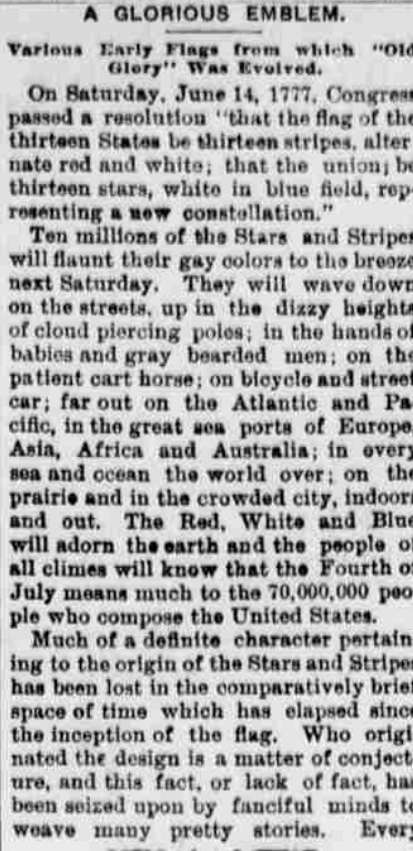 A GLORIOUS EMBLEM.
Various Early Flags from which "Old
Glory" Was Evolved.
On Saturday, June 14, 1777, Congress
passed a resolution "that the flag of the
thirteen States be thirteen stripes, alter
nate red and white; that the union; be
thirteen stars, white in blue field, rep
resenting a new constellation."
Ten millions of the Stars and Stripes
will flaunt their gay colors to the breeze
next Saturday. They will wave down
on the streets, up in the dizzy heights
of cloud piercing poles; in the hands of
babies and gray bearded men; on the
patient cart horse; on bicycle and street
car; far out on the Atlantic and Pa
cific, in the great sea ports of Europe,
Asia, Africa and Australia; in every
sea and ocean the world over; on the
prairie and in the crowded city, indoors
and out. The Red, White and Blue
will adorn the earth and the people of
all climes will know that the Fourth of
July means much to the 70,000,000 peo
ple who compose the United States.
Much of a definite character pertain
ing to the origin of the Stars and Stripes
has been lost in the comparatively brief
space of time which has elapsed since
the inception of the flag. Who origi
nated the design is a matter of conject
ure, and this fact, or lack of fact, has
been seized upon by fanciful minds to
weave many pretty stories. Every